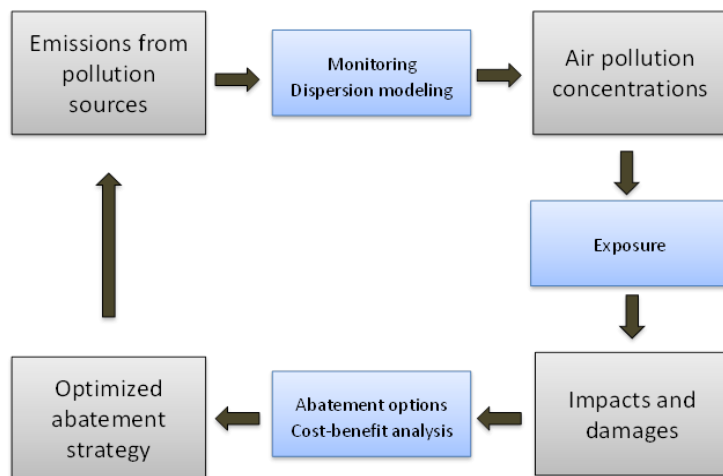 Emissions from
pollution
sources
Monitoring
Dispersion modeling
Air pollution
concentrations
Exposure
Impacts and
damages
Abatement options
Cost-benefit analysis
Optimized
abatement
strategy